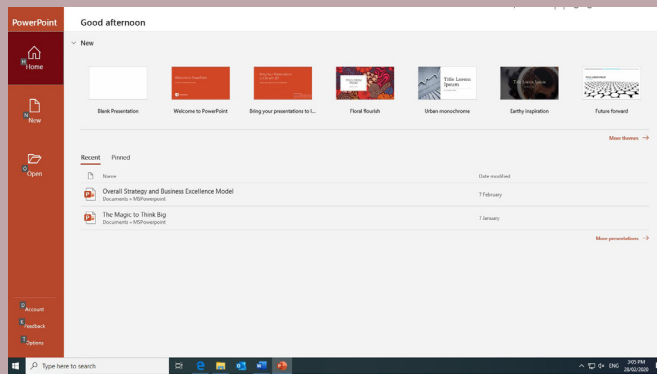 PowerPoint
Good afternoon
New
H
Home
N
New
O
Open
Blank Presentation
Welcome to PowerPoint
Bring your presentations to l...
Floral flourish
Urban monochrome
Title Lorem
Ipsum
Earthy inspiration
Future forward
More themes
Recent
Pinned
Name
Date modified
Overall Strategy and Business Excellence Model
Documents » MSPowerpoint
7 February
The Magic to Think Big
Documents » MSPowerpoint
7 January
More presentations
D
Account
K
Feedback
T
Options
Type here to search
ENG
3:05 PM
28/02/2020